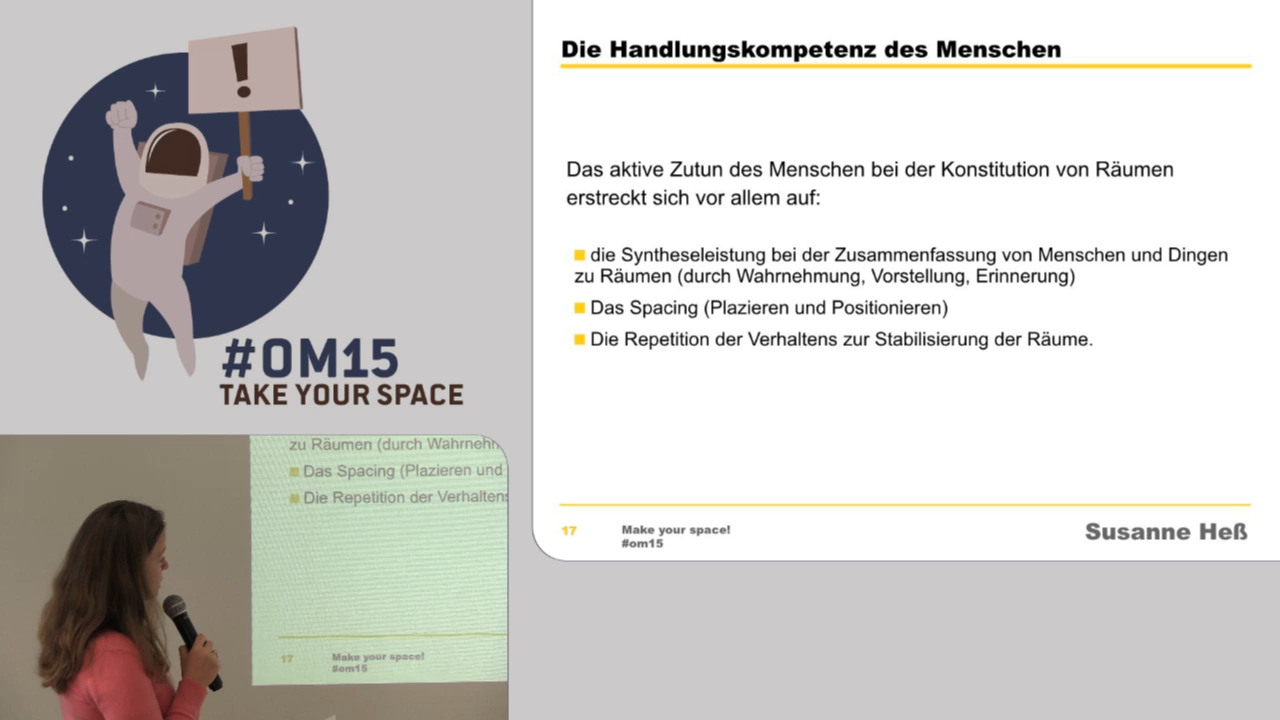 !
#OM15
TAKE YOUR SPACE
Die Handlungskompetenz des Menschen
Das aktive Zutun des Menschen bei der Konstitution von Räumen
erstreckt sich vor allem auf:
die Syntheseleistung bei der Zusammenfassung von Menschen und Dingen
zu Räumen (durch Wahrnehmung, Vorstellung, Erinnerung)
Das Spacing (Plazieren und Positionieren)
Die Repetition der Verhaltens zur Stabilisierung der Räume.
17
Make your space!
#om15
Susanne Heß
zu Räumen (durch Wahrnehm
Das Spacing (Plazieren und
Die Repetition der Verhaltens
17
Make your space!
#om15